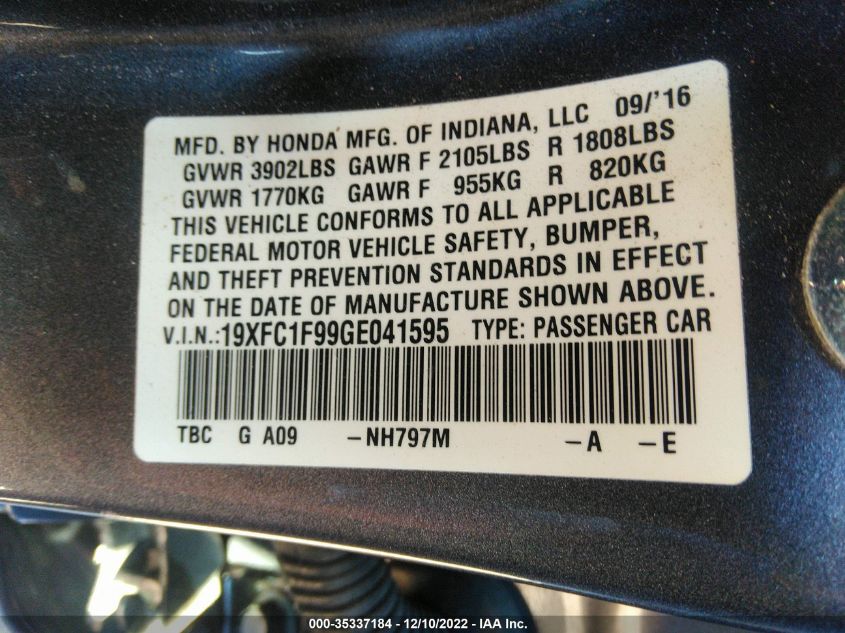 MFD. BY HONDA MFG. OF INDIANA, LLC 09/'16
GVWR 3902LBS GAWR F 2105LBS R 1808LBS
GVWR 1770KG GAWR F 955KG R 820KG
THIS VEHICLE CONFORMS TO ALL APPLICABLE
FEDERAL MOTOR VEHICLE SAFETY, BUMPER,
AND THEFT PREVENTION STANDARDS IN EFFECT
ON THE DATE OF MANUFACTURE SHOWN ABOVE.
V.I.N.:19XFC1F99GE041595 TYPE: PASSENGER CAR
TBC G A09 -NH797M -A -E
000-35337184 - 12/10/2022 - IAA Inc.